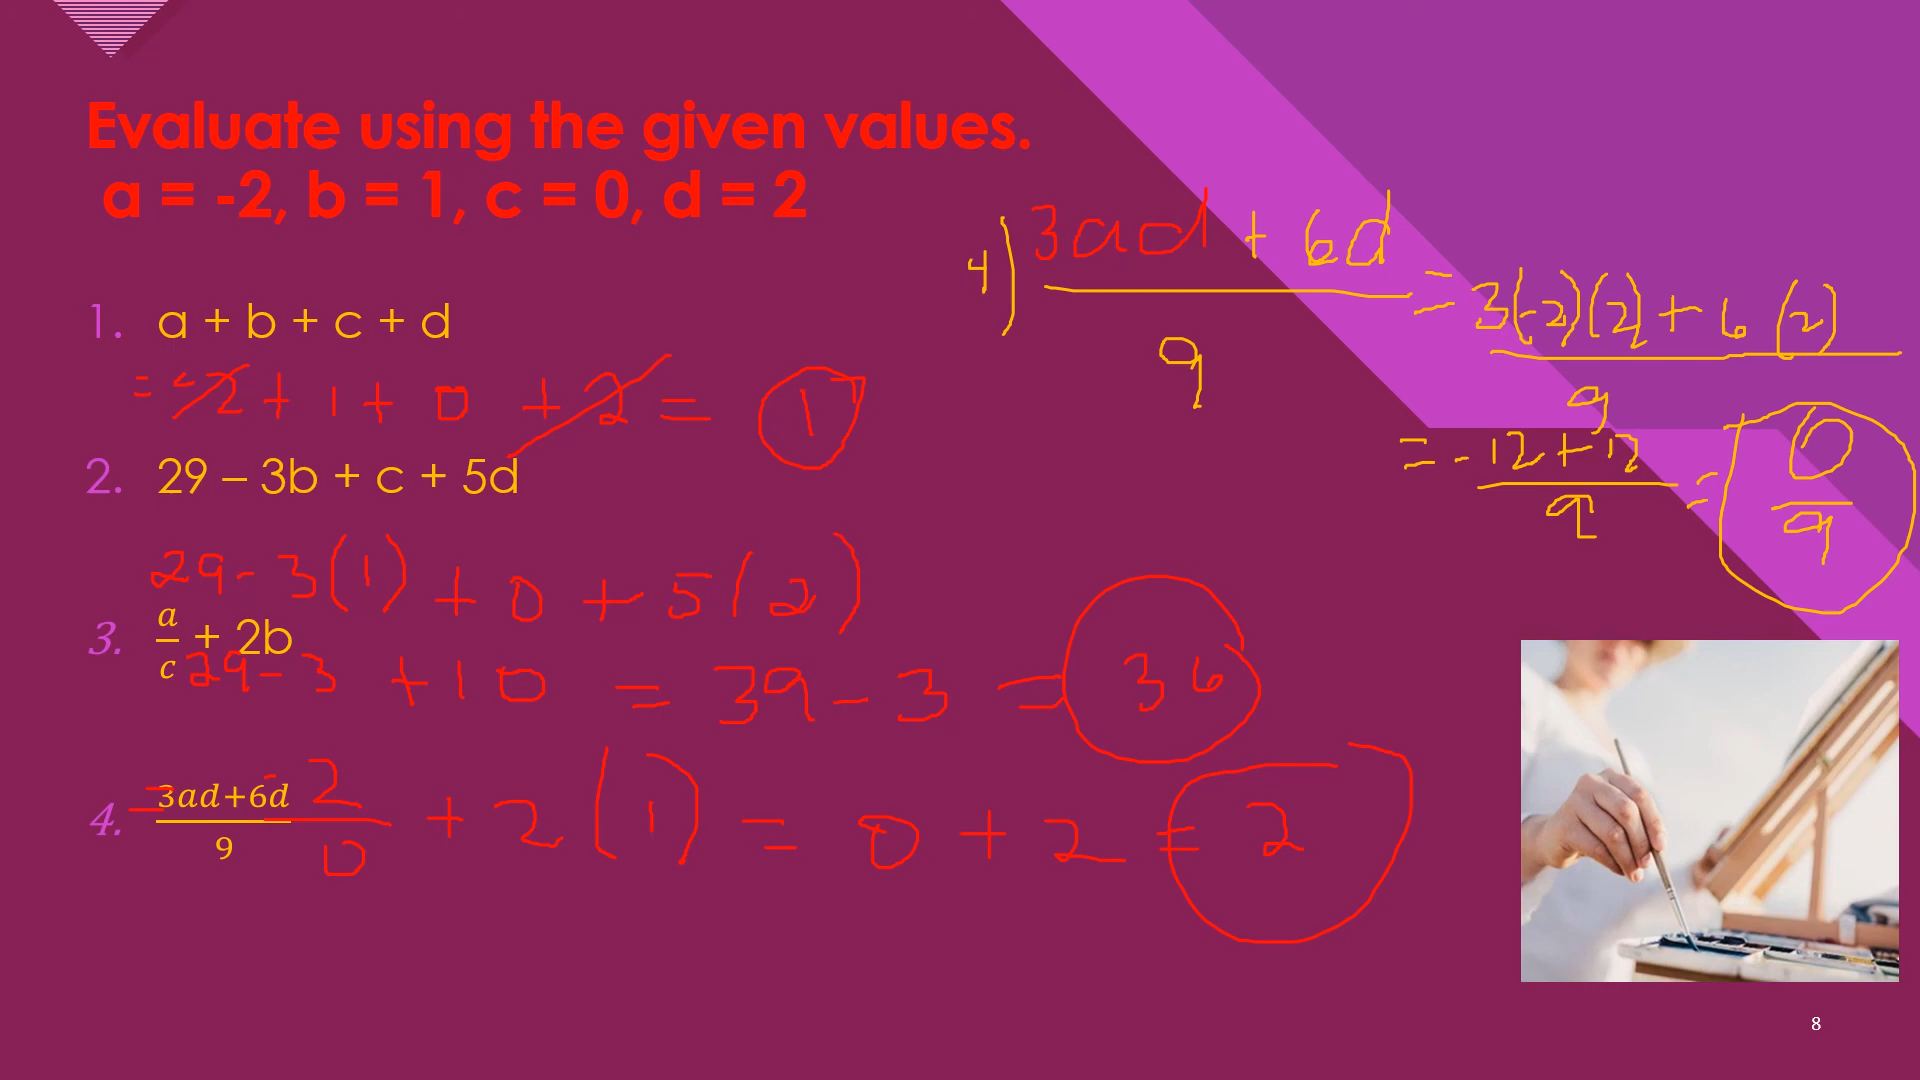 Evaluate using the given values.
a = -2, b = 1, c = 0, d = 2
1. a + b + c + d
= -2 + 1 + 0 + 2 = 1
2. 29 – 3b + c + 5d
29 - 3(1) + 0 + 5(2)
3. a/c + 2b
29 - 3 + 10 = 39 - 3 = 36
4. 3ad+6d/9
= -2/0 + 2(1) = 0 + 2 = 2
4) 3ad + 6d/9 = 3(-2)(2) + 6(2)/9
= -12 + 12/9 = 0/9
8